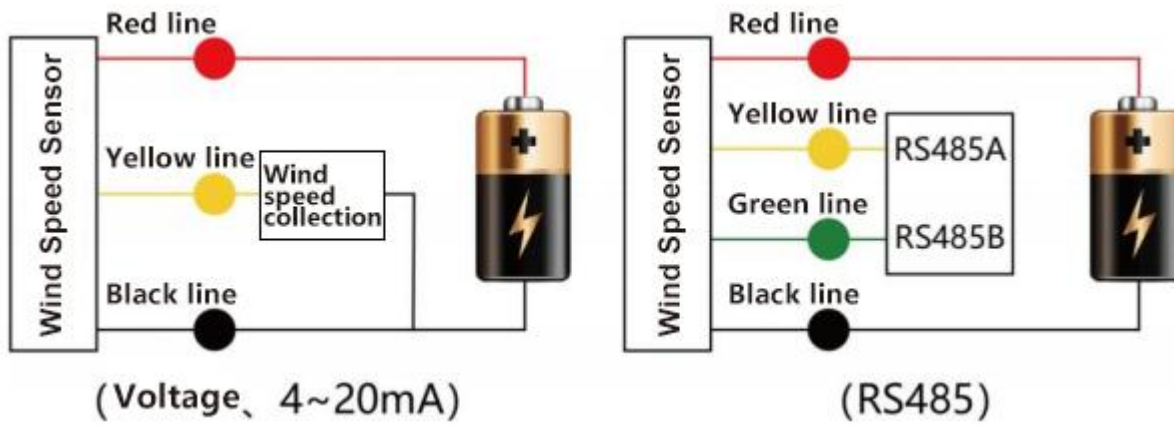 Red line
Wind Speed Sensor
Yellow line
Wind
speed
collection
Black line
+
(Voltage、4~20mA)
Red line
Wind Speed Sensor
Yellow line
RS485A
Green line
RS485B
Black line
+
(RS485)